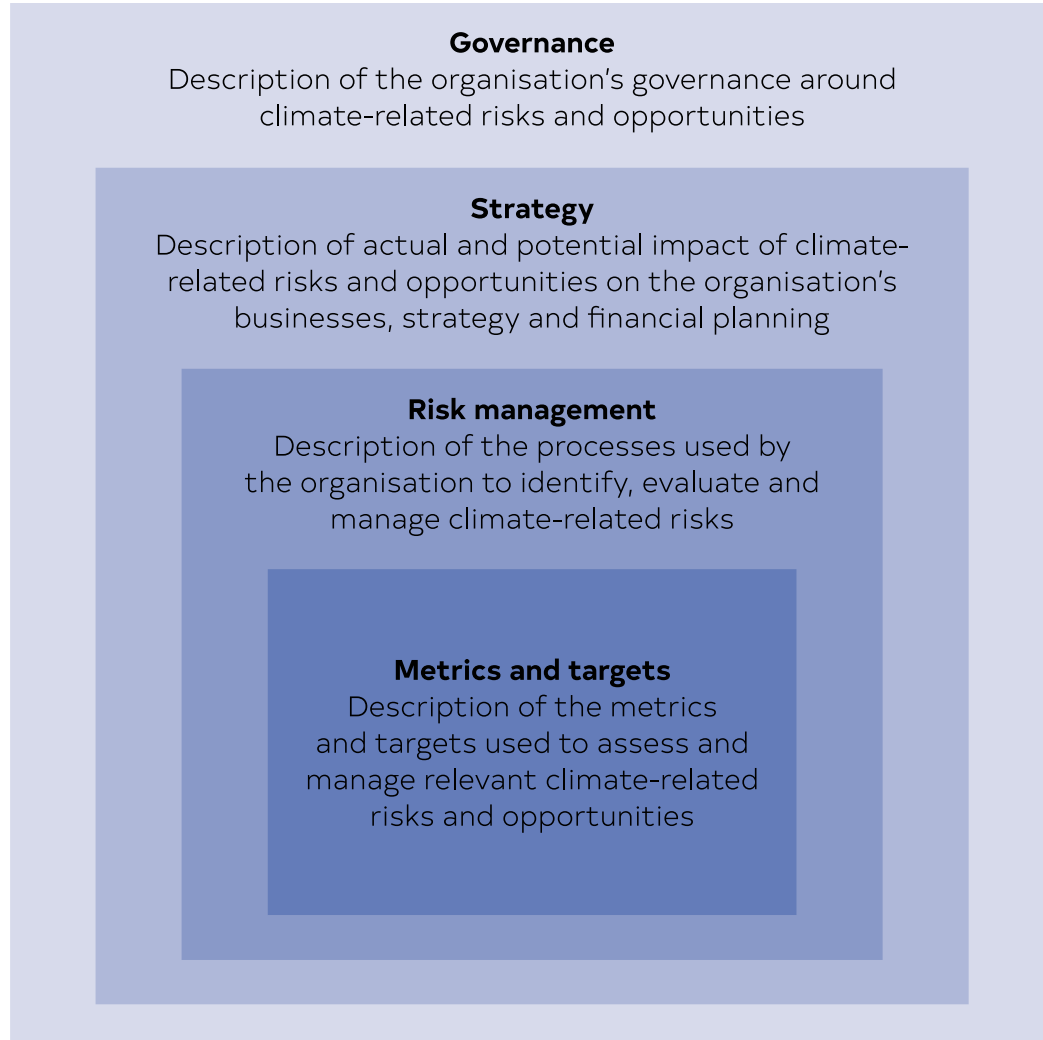 Governance
Description of the organisation’s governance around
climate-related risks and opportunities
Strategy
Description of actual and potential impact of climate-
related risks and opportunities on the organisation’s
businesses, strategy and financial planning
Risk management
Description of the processes used by
the organisation to identify, evaluate and
manage climate-related risks
Metrics and targets
Description of the metrics
and targets used to assess and
manage relevant climate-related
risks and opportunities